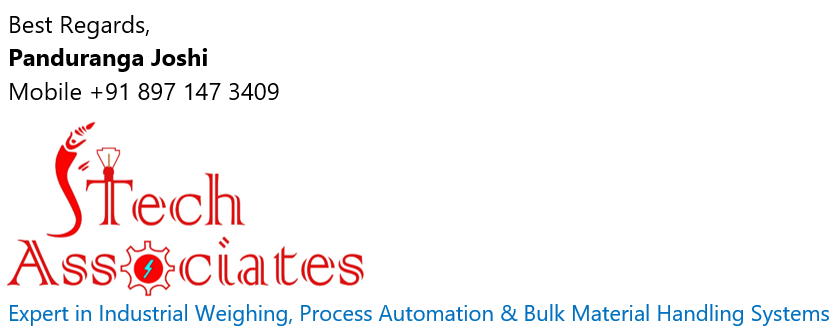 Best Regards,
Panduranga Joshi
Mobile +91 897 147 3409
STech
Associates
Expert in Industrial Weighing, Process Automation & Bulk Material Handling Systems